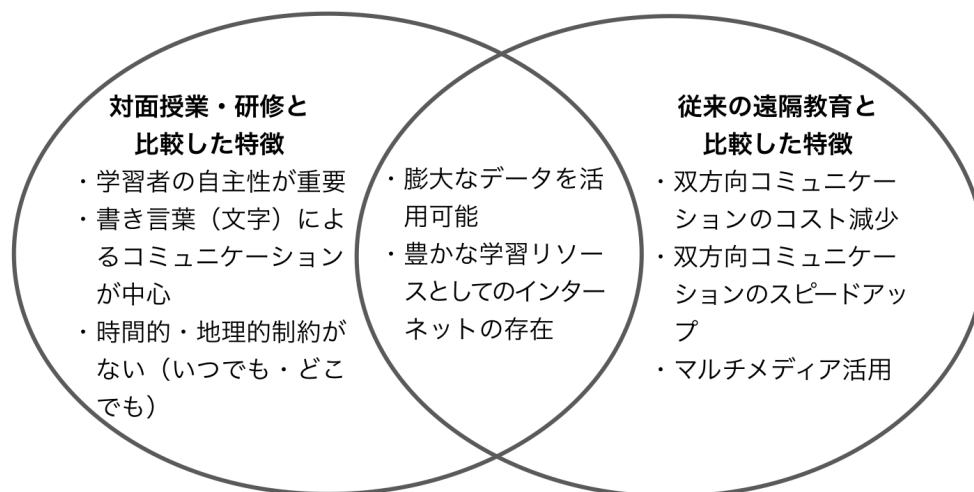 対面授業・研修と
比較した特徴
・学習者の自主性が重要
・書き言葉（文字）によ
るコミュニケーション
が中心
・時間的・地理的制約が
ない（いつでも・どこ
でも）
・膨大なデータを活
用可能
・豊かな学習リソー
スとしてのインター
ネットの存在
従来の遠隔教育と
比較した特徴
・双方向コミュニケー
ションのコスト減少
・双方向コミュニケー
ションのスピードアッ
プ
・マルチメディア活用